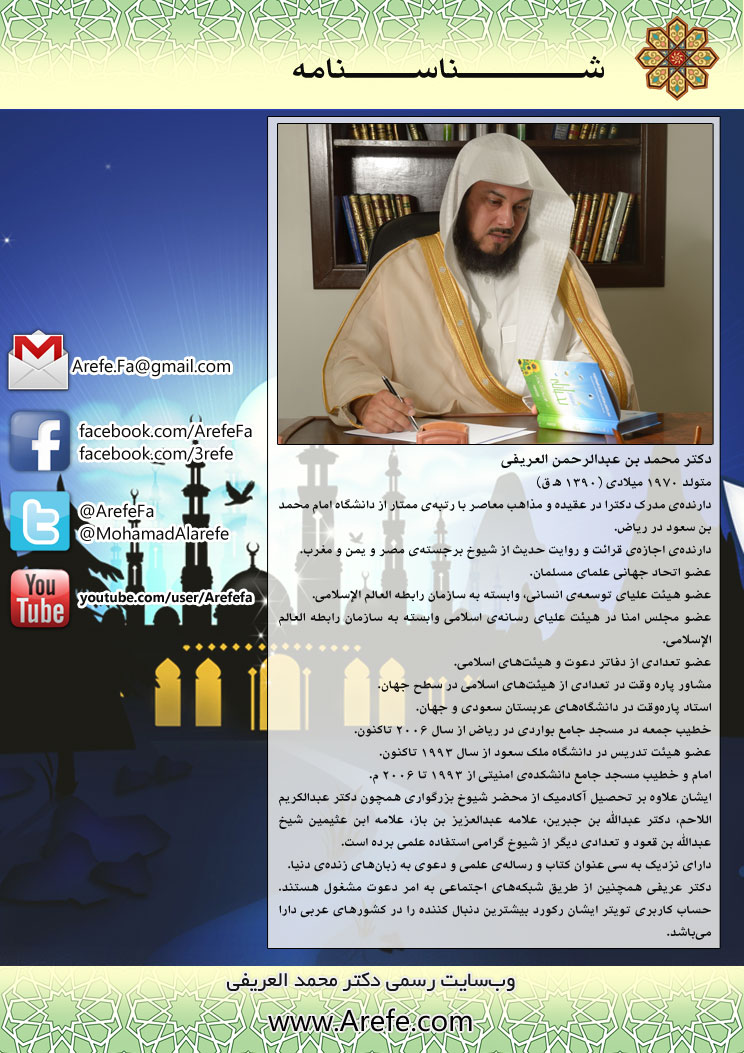 شــــنــاســــنــامه
Arefe.Fa@gmail.com
facebook.com/ArefeFa
facebook.com/3refe
@ArefeFa
@MohamadAlarefe
You
Tube
youtube.com/user/Arefefa
دکتر محمد بن عبدالرحمن العریفی
متولد ۱۹۷۰ میلادی (۱۳۹۰ ه ق)
دارنده‌ی مدرک دکترا در عقیده و مذاهب معاصر با رتبه‌ی ممتاز از دانشگاه امام محمد
بن سعود در ریاض.
دارنده‌ی اجازه‌ی قرائت و روایت حدیث از شیوخ برجسته‌ی مصر و یمن و مغرب.
عضو اتحاد جهانی علمای مسلمان.
عضو هیئت علیای توسعه‌ی انسانی، وابسته به سازمان رابطه العالم الإسلامی.
عضو مجلس امنا در هیئت علیای رسانه‌ی اسلامی وابسته به سازمان رابطه العالم
الإسلامی.
عضو تعدادی از دفاتر دعوت و هیئت‌های اسلامی.
مشاور پاره وقت در تعدادی از هیئت‌های اسلامی در سطح جهان.
استاد پاره‌وقت در دانشگاه‌های عربستان سعودی و جهان.
خطیب جمعه در مسجد جامع بواردی در ریاض از سال ۲۰۰۶ تاکنون.
عضو هیئت تدریس در دانشگاه ملک سعود از سال ۱۹۹۳ تاکنون.
امام و خطیب مسجد جامع دانشکده‌ی امنیتی از ۱۹۹۳ تا ۲۰۰۶ م.
ایشان علاوه بر تحصیل آکادمیک از محضر شیوخ بزرگواری همچون دکتر عبدالکریم
اللاحم، دکتر عبدالله بن جبرین، علامه عبدالعزیز بن باز، علامه ابن عثیمین شیخ
عبدالله بن قعود و تعدادی دیگر از شیوخ گرامی استفاده علمی برده است.
دارای نزدیک به سی عنوان کتاب و رساله‌ی علمی و دعوی به زبان‌های زنده‌ی دنیا.
دکتر عریفی همچنین از طریق شبکه‌های اجتماعی به امر دعوت مشغول هستند.
حساب کاربری تویتر ایشان رکورد بیشترین دنبال کننده را در کشورهای عربی دارا
می‌باشد.
وب‌سایت رسمی دکتر محمد العریفی
www.Arefe.com